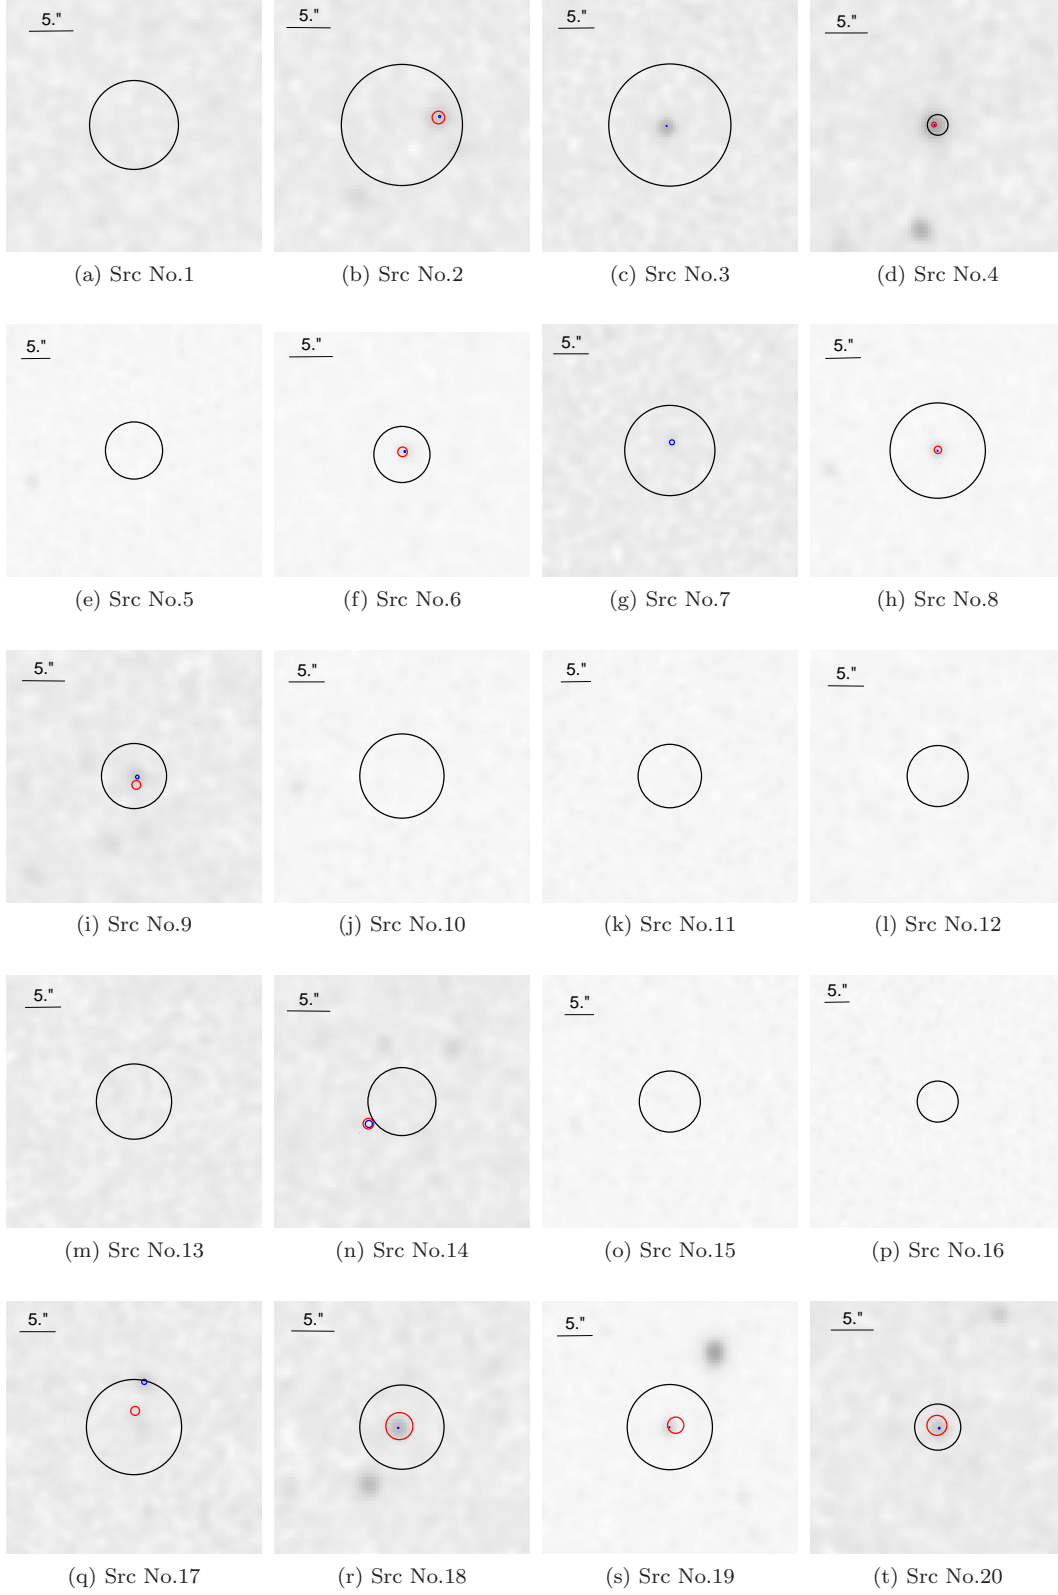 5." 5." 5." 5."
(a) Src No.1 (b) Src No.2 (c) Src No.3 (d) Src No.4
5." 5." 5." 5."
(e) Src No.5 (f) Src No.6 (g) Src No.7 (h) Src No.8
5." 5." 5." 5."
(i) Src No.9 (j) Src No.10 (k) Src No.11 (l) Src No.12
5." 5." 5." 5."
(m) Src No.13 (n) Src No.14 (o) Src No.15 (p) Src No.16
5." 5." 5." 5."
(q) Src No.17 (r) Src No.18 (s) Src No.19 (t) Src No.20